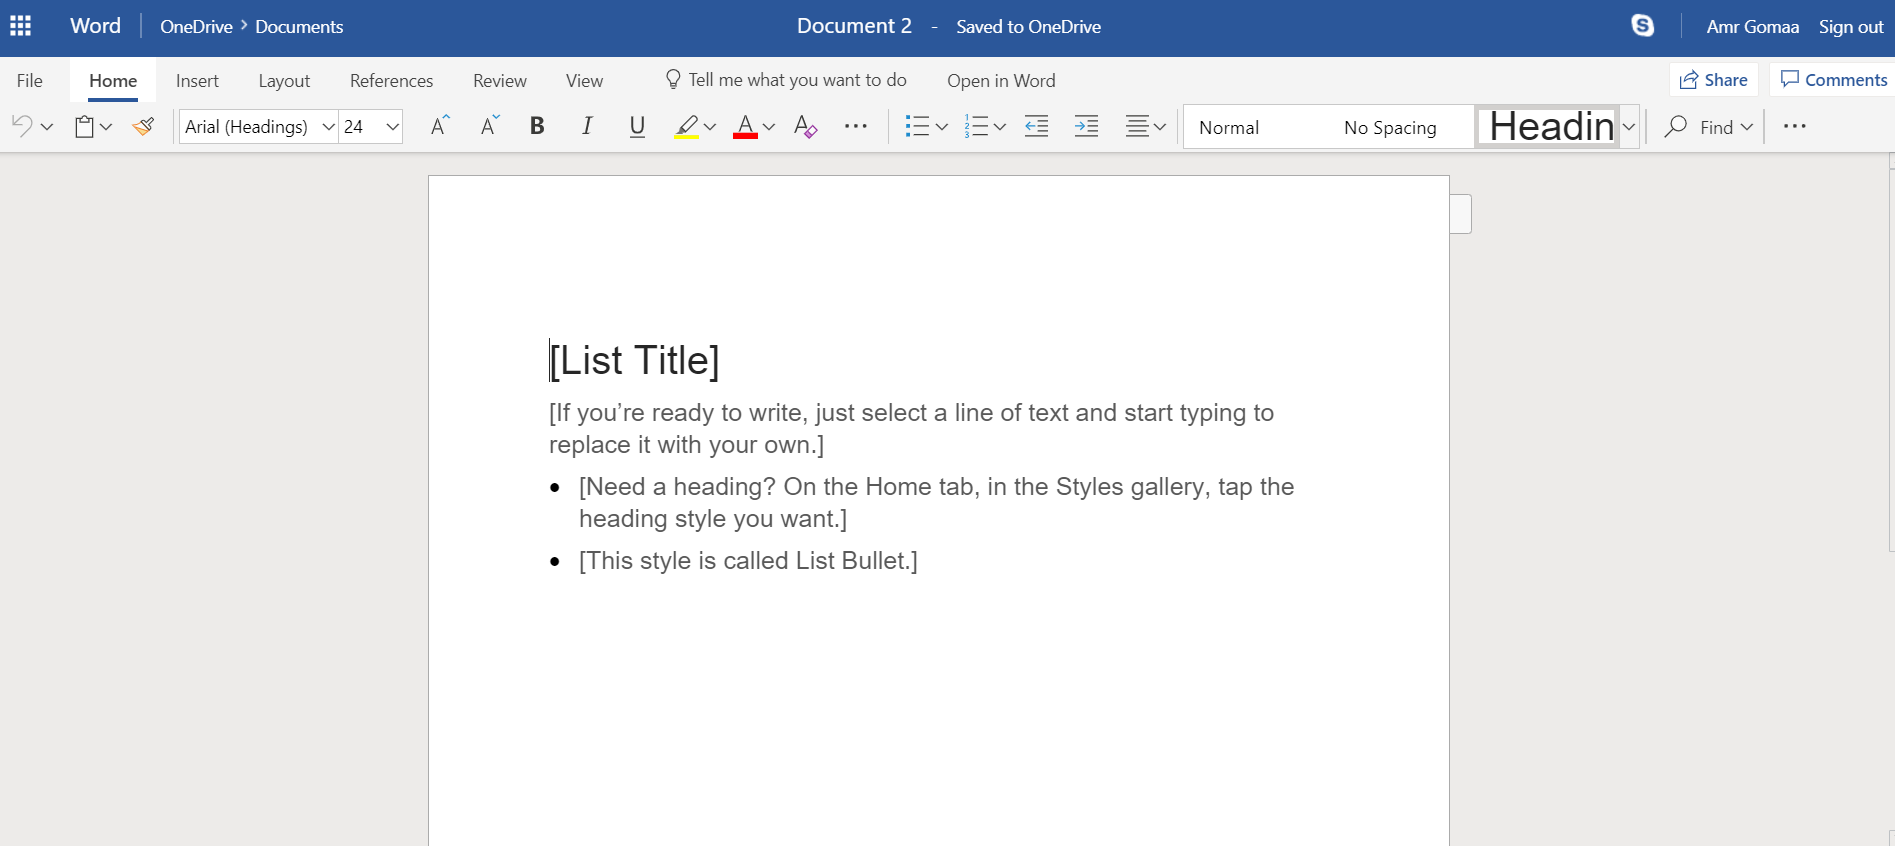 Word OneDrive > Documents Document 2 - Saved to OneDrive Amr Gomaa Sign out
File Home Insert Layout References Review View Tell me what you want to do Open in Word Share Comments
Arial (Headings) 24 A A B I U A A 1 2 3 Normal No Spacing Headin Find
[List Title]
[If you’re ready to write, just select a line of text and start typing to
replace it with your own.]
• [Need a heading? On the Home tab, in the Styles gallery, tap the
heading style you want.]
• [This style is called List Bullet.]